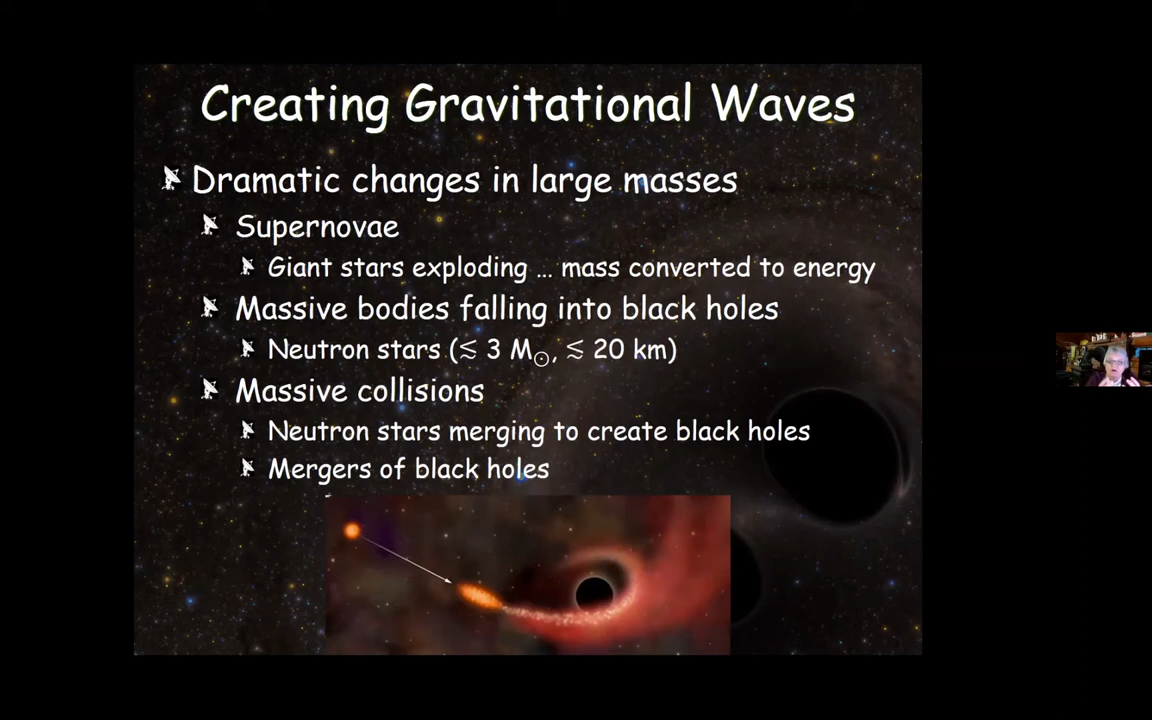 Creating Gravitational Waves
Dramatic changes in large masses
Supernovae
Giant stars exploding ... mass converted to energy
Massive bodies falling into black holes
Neutron stars (≲ 3 M☉, ≲ 20 km)
Massive collisions
Neutron stars merging to create black holes
Mergers of black holes